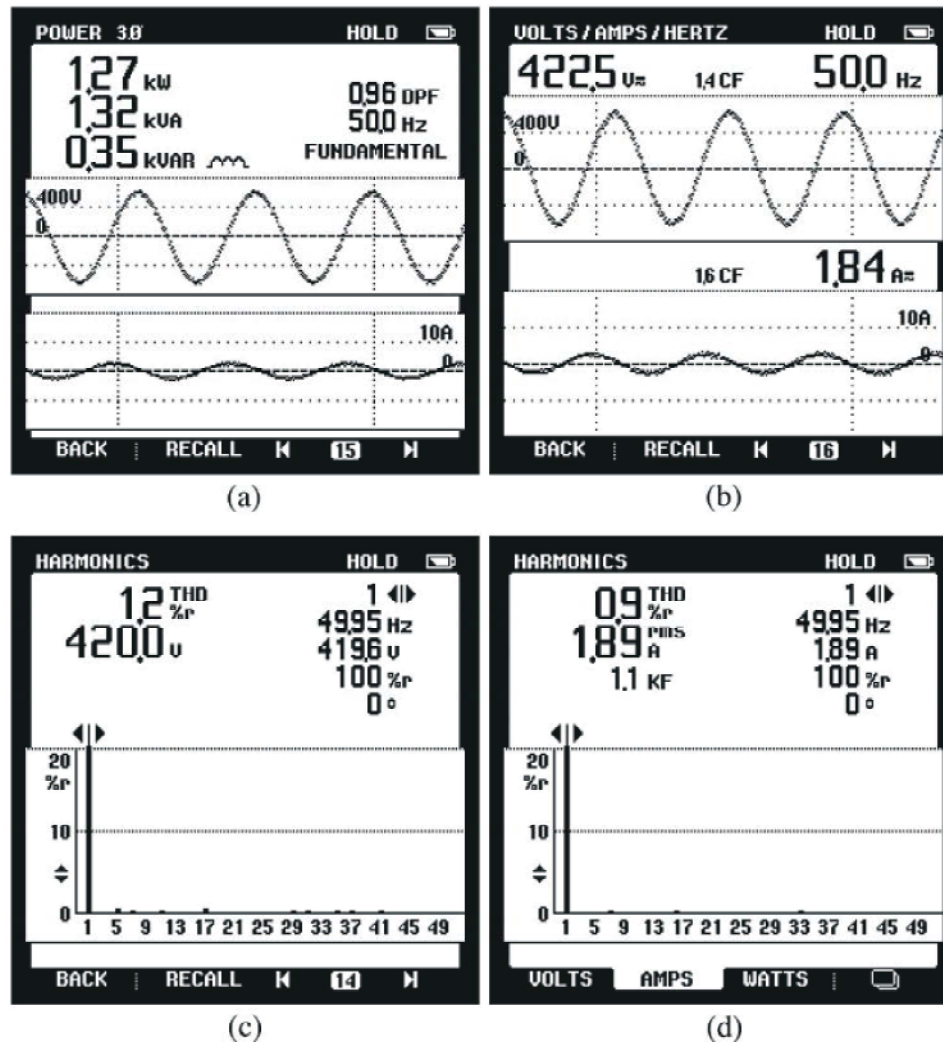 POWER 3.0 HOLD
1.27 kW
1.32 kVA
0.35 kVAR
0.96 DPF
50.0 Hz
FUNDAMENTAL
400V
0
10A
0
BACK RECALL 15
(a)
VOLTS/AMPS/HERTZ HOLD
422.5 V 1.4 CF 50.0 Hz
400V
0
1.6 CF 1.84 A
10A
0
BACK RECALL 16
(b)
HARMONICS HOLD
1.2 THD %r
420.0 V
1
49.95 Hz
419.6 V
100 %r
0 °
20
%r
10
0
1 5 9 13 17 21 25 29 33 37 41 45 49
BACK RECALL 14
(c)
HARMONICS HOLD
0.9 THD %r
1.89 rms A
1.1 KF
1
49.95 Hz
1.89 A
100 %r
0 °
20
%r
10
0
1 5 9 13 17 21 25 29 33 37 41 45 49
VOLTS AMPS WATTS
(d)